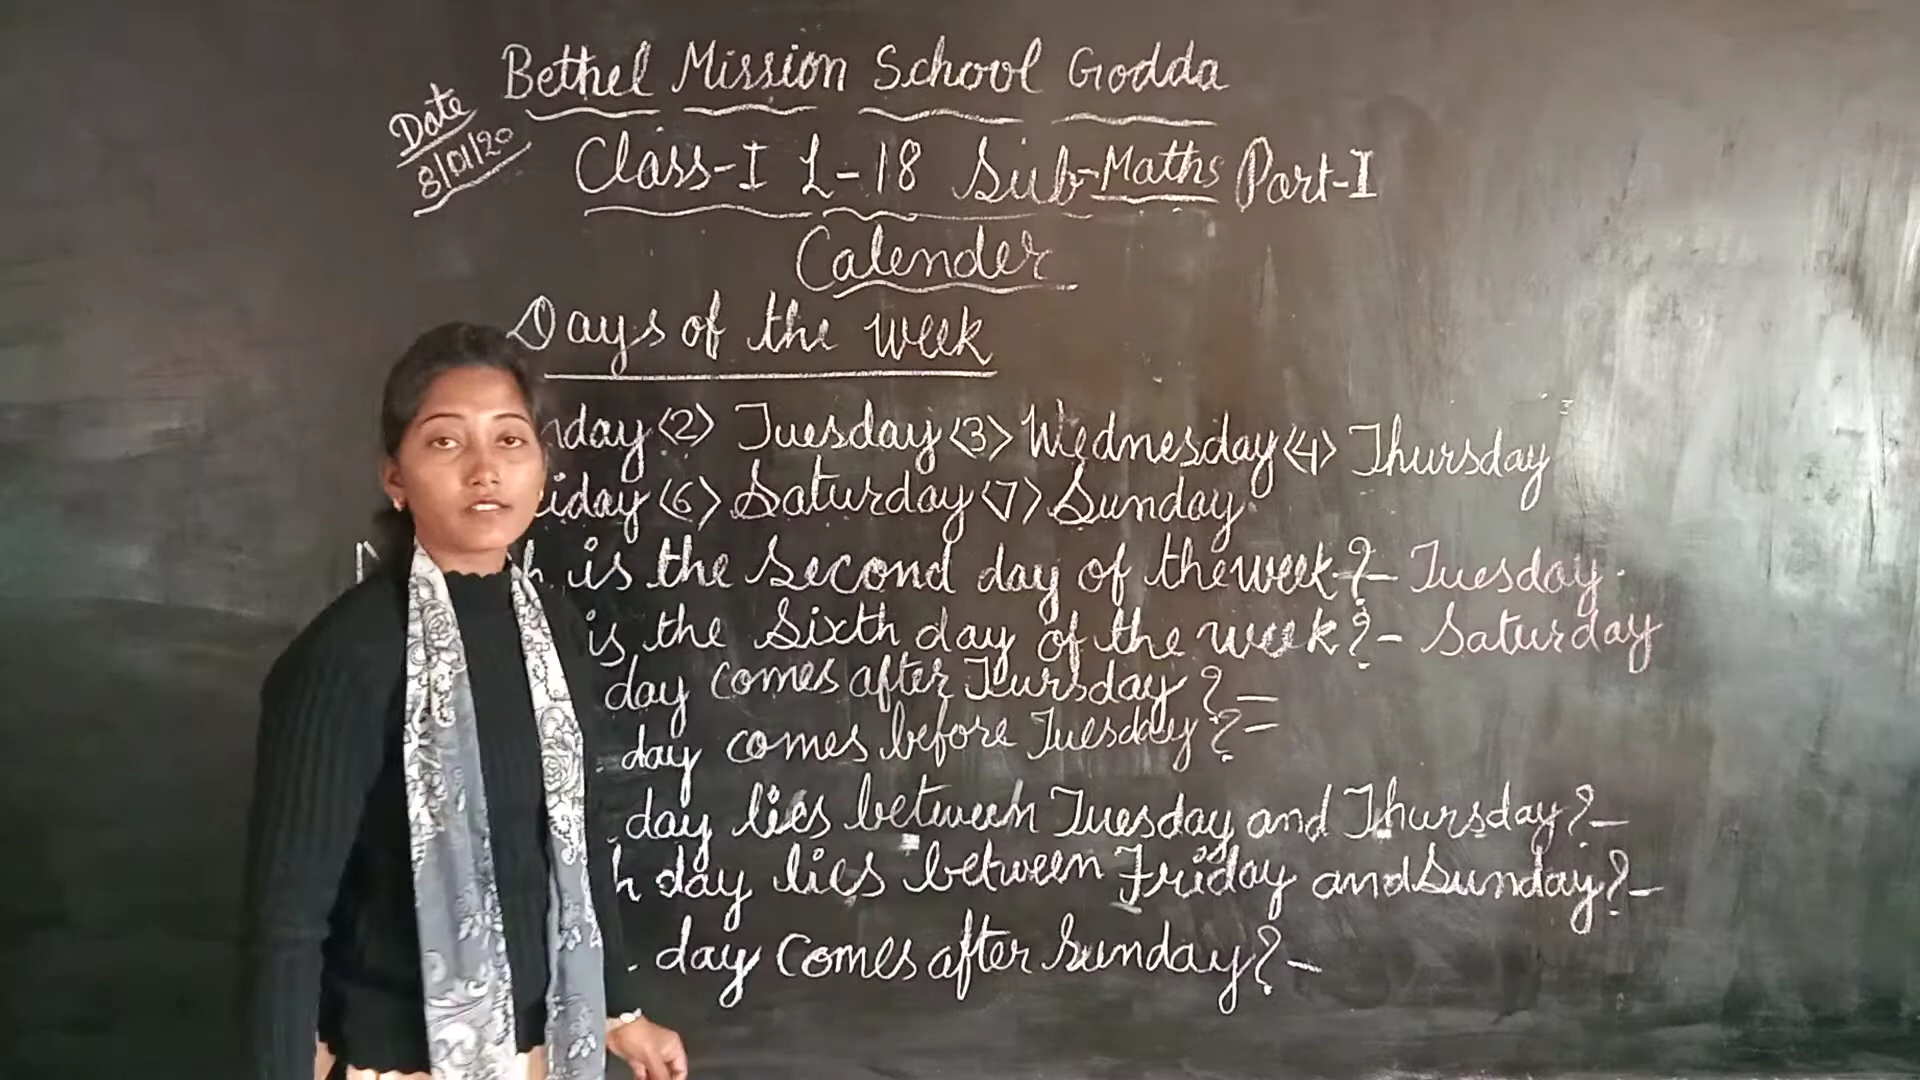 Bethel Mission School Godda
Date
8/01/20
Class-I L-18 Sub-Maths Part-I
Calender
Days of the week
nday <2> Tuesday <3> Wednesday <4> Thursday
iday <6> Saturday <7> Sunday
h is the second day of the week? - Tuesday.
is the Sixth day of the week? - Saturday
day comes after Tursday? -
day comes before Tuesday? -
day lies between Tuesday and Thursday? -
h day lies between Friday and Sunday? -
day comes after Sunday? -